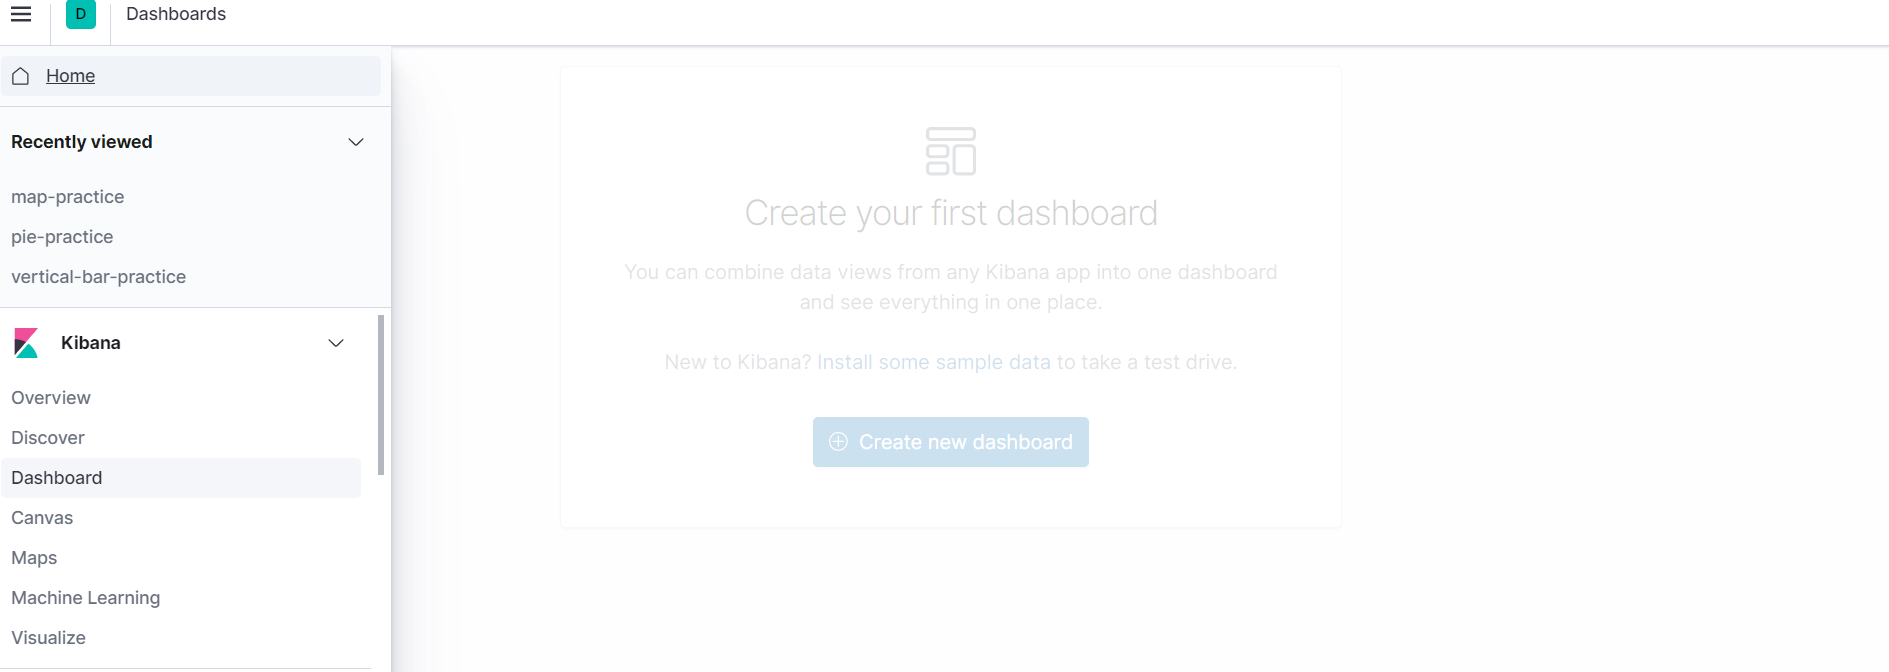 D
Dashboards
Home
Recently viewed
map-practice
pie-practice
vertical-bar-practice
Kibana
Overview
Discover
Dashboard
Canvas
Maps
Machine Learning
Visualize
Create your first dashboard
You can combine data views from any Kibana app into one dashboard
and see everything in one place.
New to Kibana? Install some sample data to take a test drive.
Create new dashboard